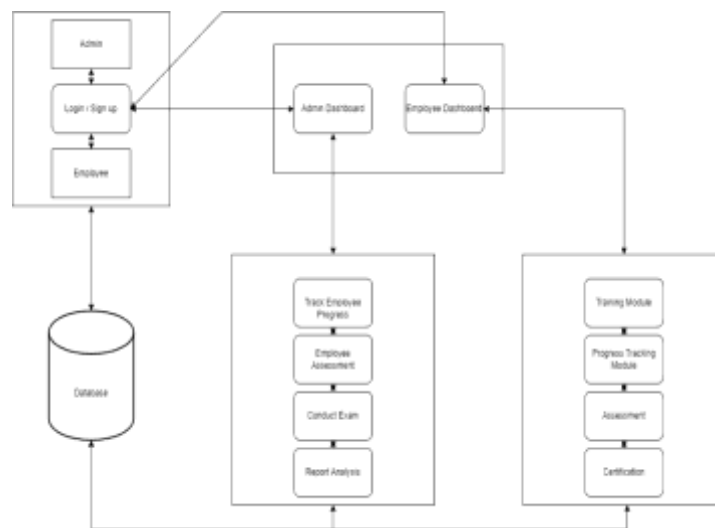 Admin
Login / Sign up
Employee
Admin Dashboard
Employee Dashboard
Database
Track Employee
Progress
Employee
Assessment
Conduct Exam
Report Analysis
Training Module
Progress Tracking
Module
Assessment
Certification